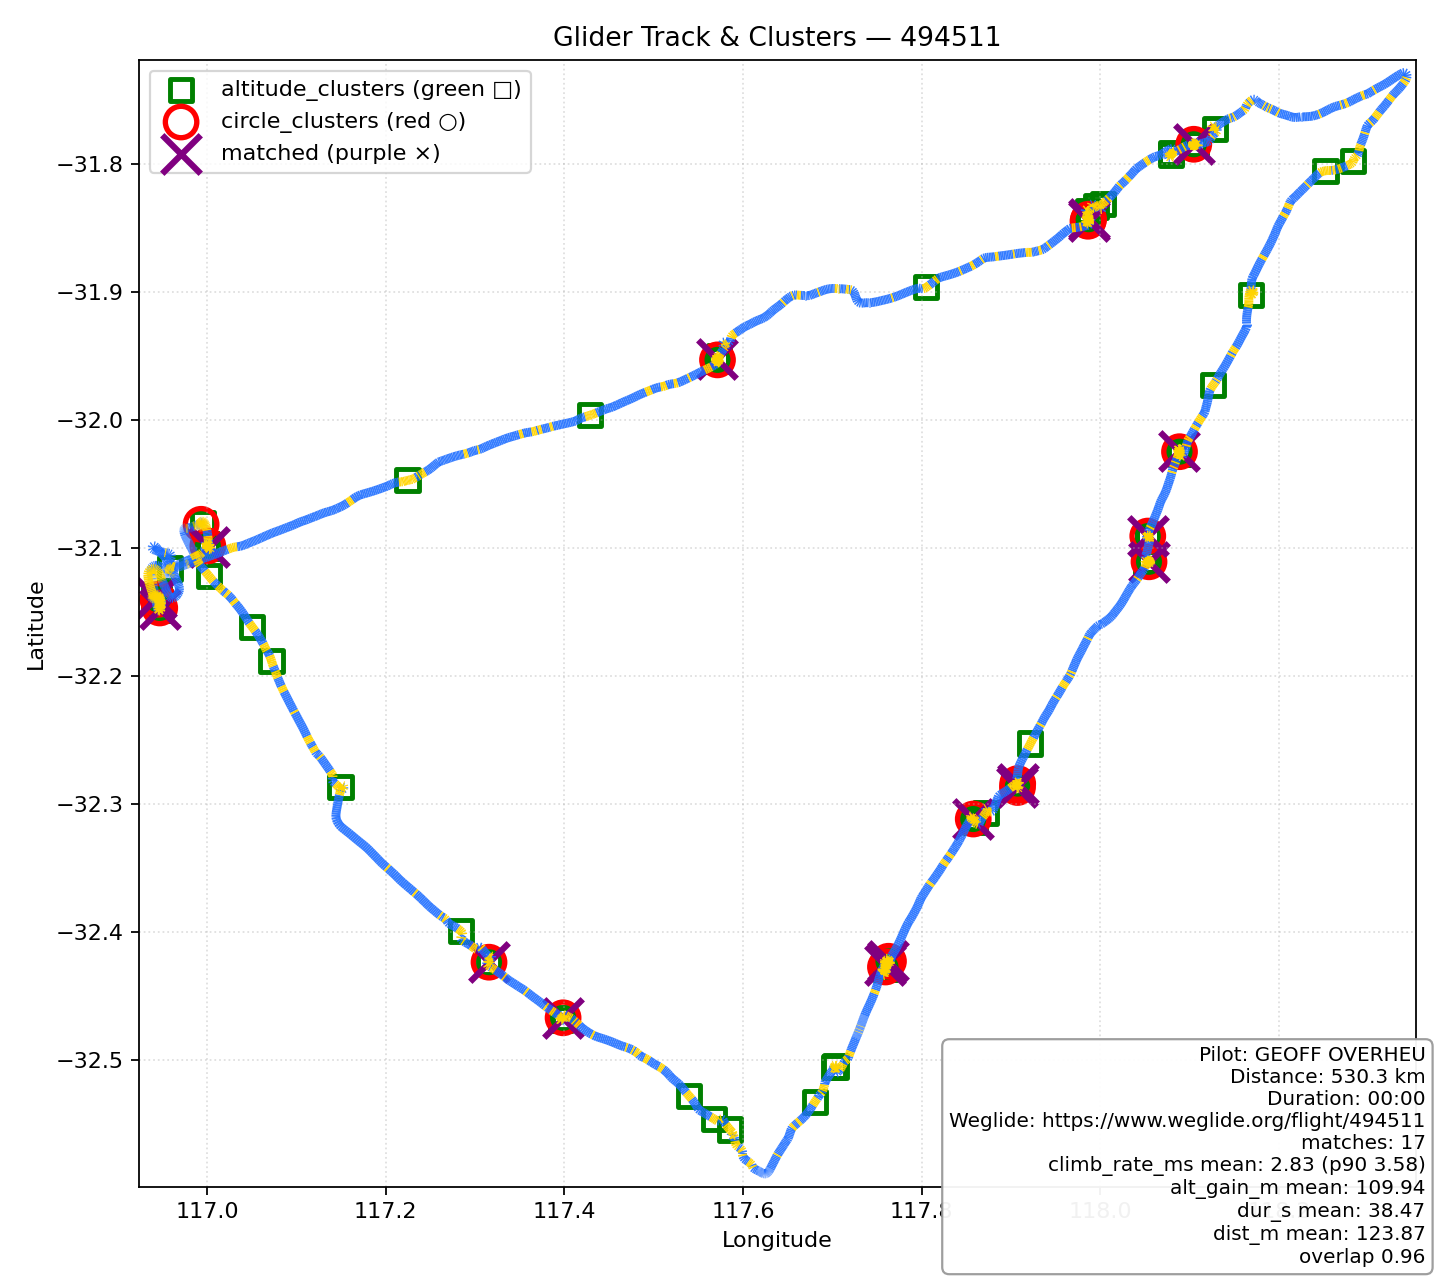 Glider Track & Clusters — 494511
altitude_clusters (green □)
circle_clusters (red ○)
matched (purple ×)
−31.8
−31.9
−32.0
−32.1
−32.2
−32.3
−32.4
−32.5
Latitude
117.0
117.2
117.4
117.6
117.8
118.0
Longitude
Pilot: GEOFF OVERHEU
Distance: 530.3 km
Duration: 00:00
Weglide: https://www.weglide.org/flight/494511
matches: 17
climb_rate_ms mean: 2.83 (p90 3.58)
alt_gain_m mean: 109.94
dur_s mean: 38.47
dist_m mean: 123.87
overlap 0.96